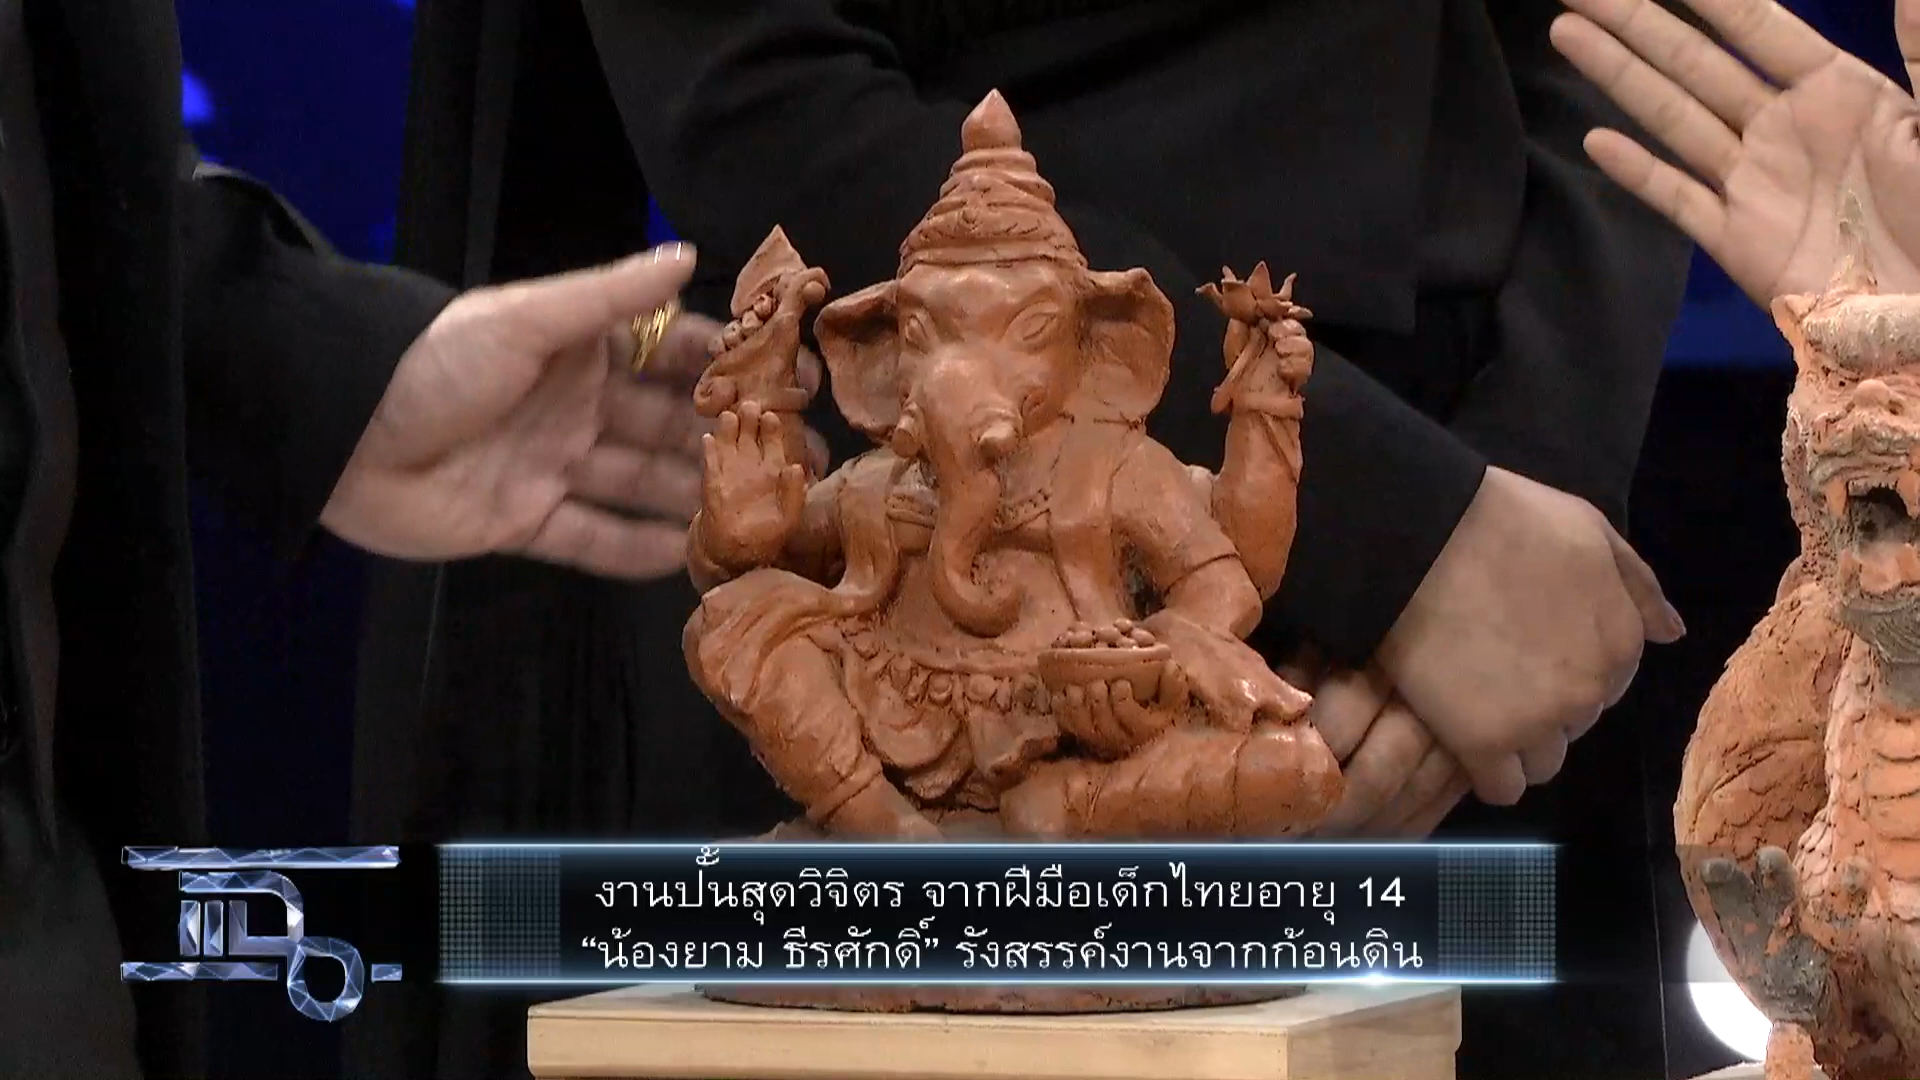 งานปั้นสุดวิจิตร จากฝีมือเด็กไทยอายุ 14
“น้องยาม ธีรศักดิ์” รังสรรค์งานจากก้อนดิน